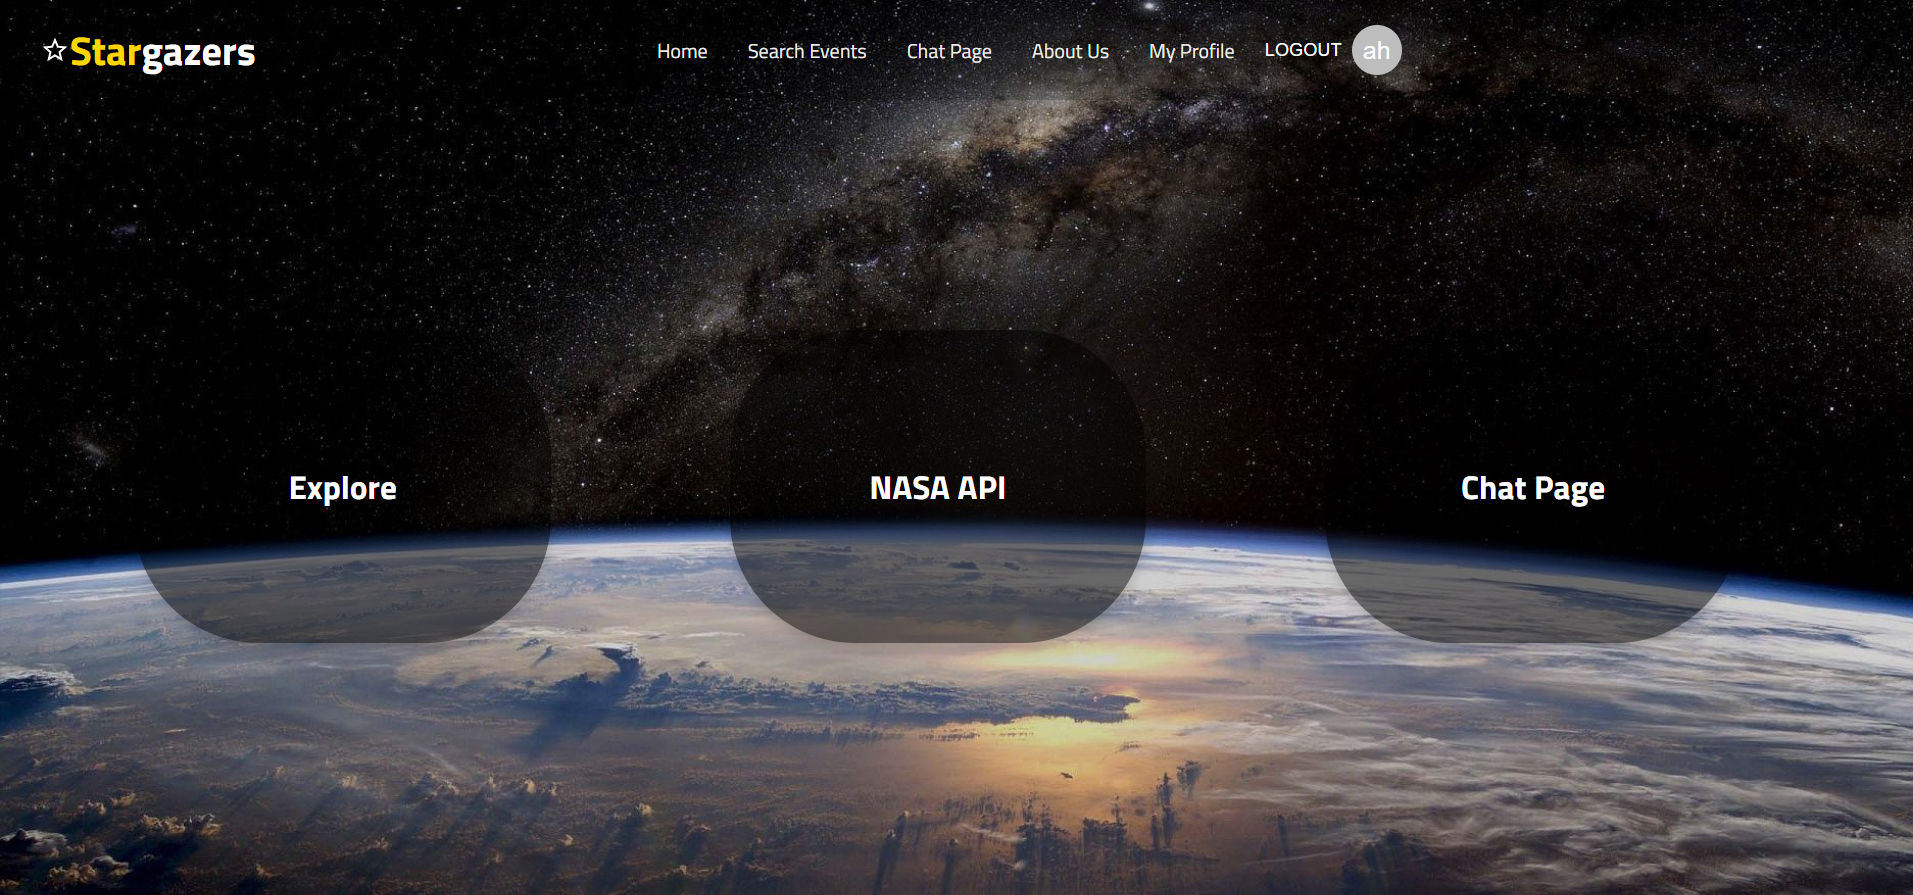 ☆Stargazers
Home Search Events Chat Page About Us My Profile LOGOUT ah
Explore NASA API Chat Page